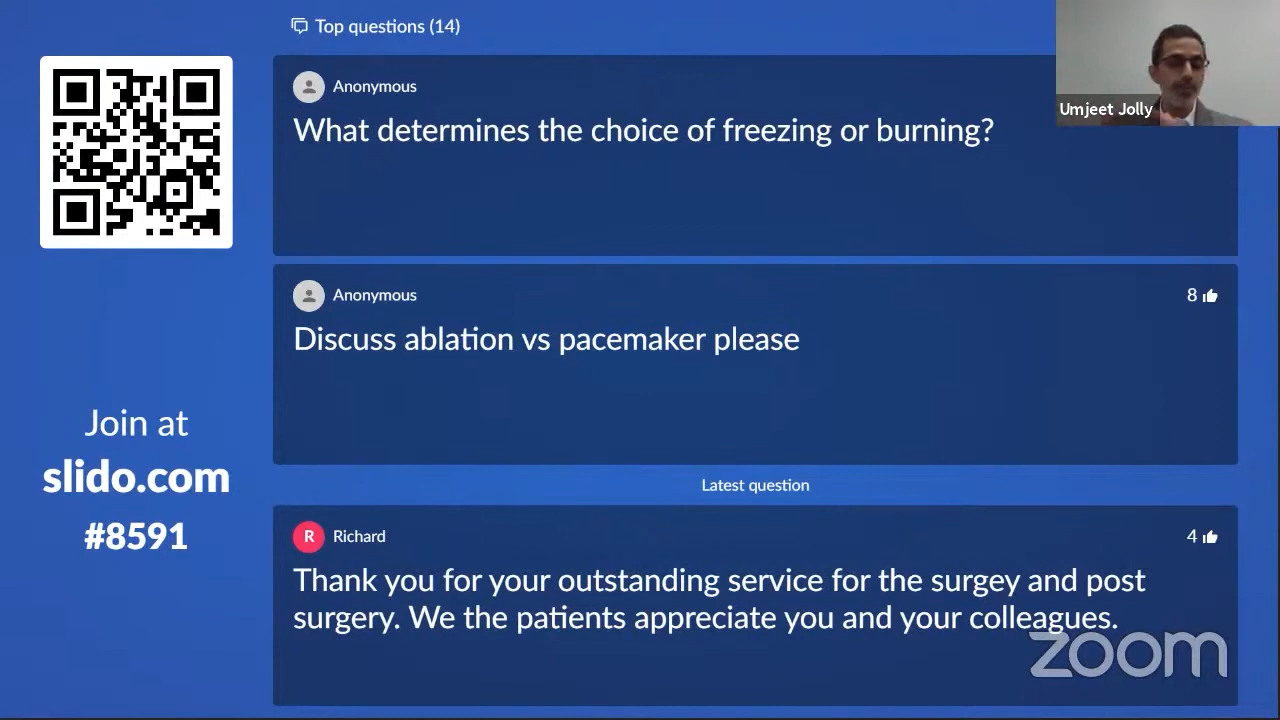 Top questions (14)
Anonymous
Umjeet Jolly
What determines the choice of freezing or burning?
Anonymous
8
Discuss ablation vs pacemaker please
Join at
slido.com
#8591
Latest question
R
Richard
4
Thank you for your outstanding service for the surgey and post
surgery. We the patients appreciate you and your colleagues.
zoom